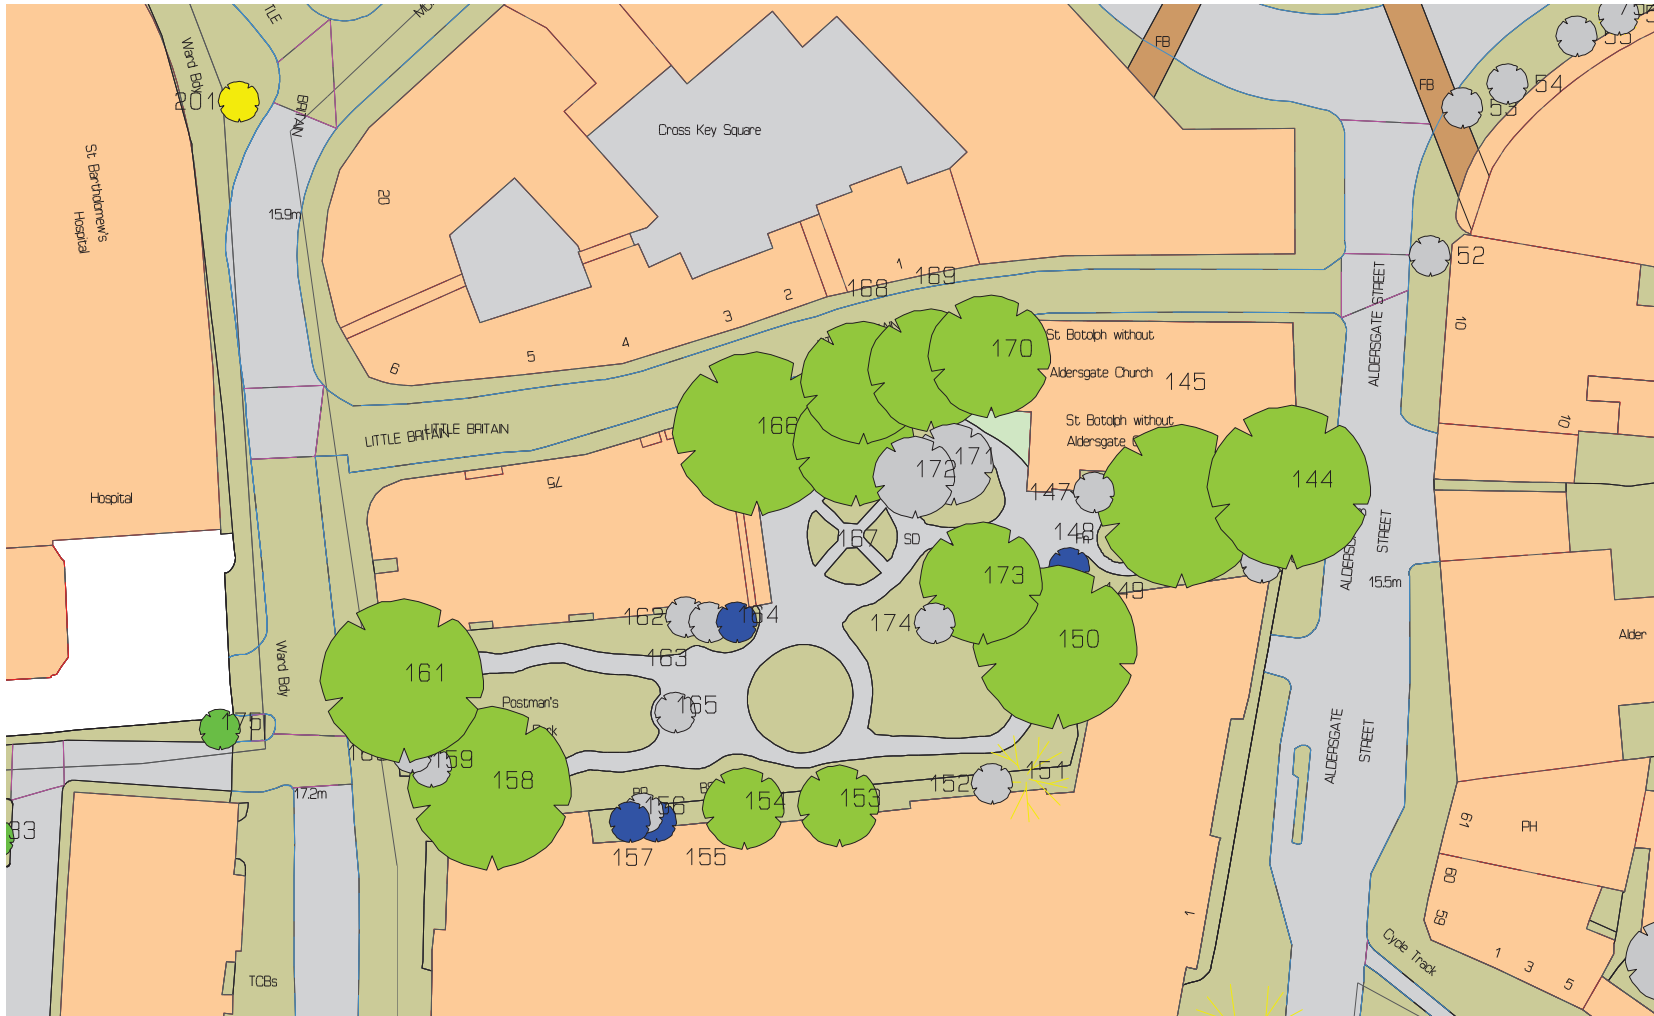 Ward Bdy
201
BRITAIN
FB
FB
54
53
Cross Key Square
St Bartholomew's
Hospital
20
15.9m
52
1
169
168
2
3
4
5
6
ALDERSGATE STREET
10
St Botolph without
170
Aldersgate Church
145
St Botolph without
Aldersgate
166
LITTLE BRITAIN
LITTLE BRITAIN
10
171
172
144
75
147
Hospital
148
167
SD
STREET
173
15.5m
149
162
164
174
163
150
Alder
Ward Bdy
161
165
Postman's
175
ALDERSGATE
STREET
159
158
151
152
17.2m
154
153
156
157
155
93
61
PH
60
59
1
Cycle Track
1
3
5
TCBs